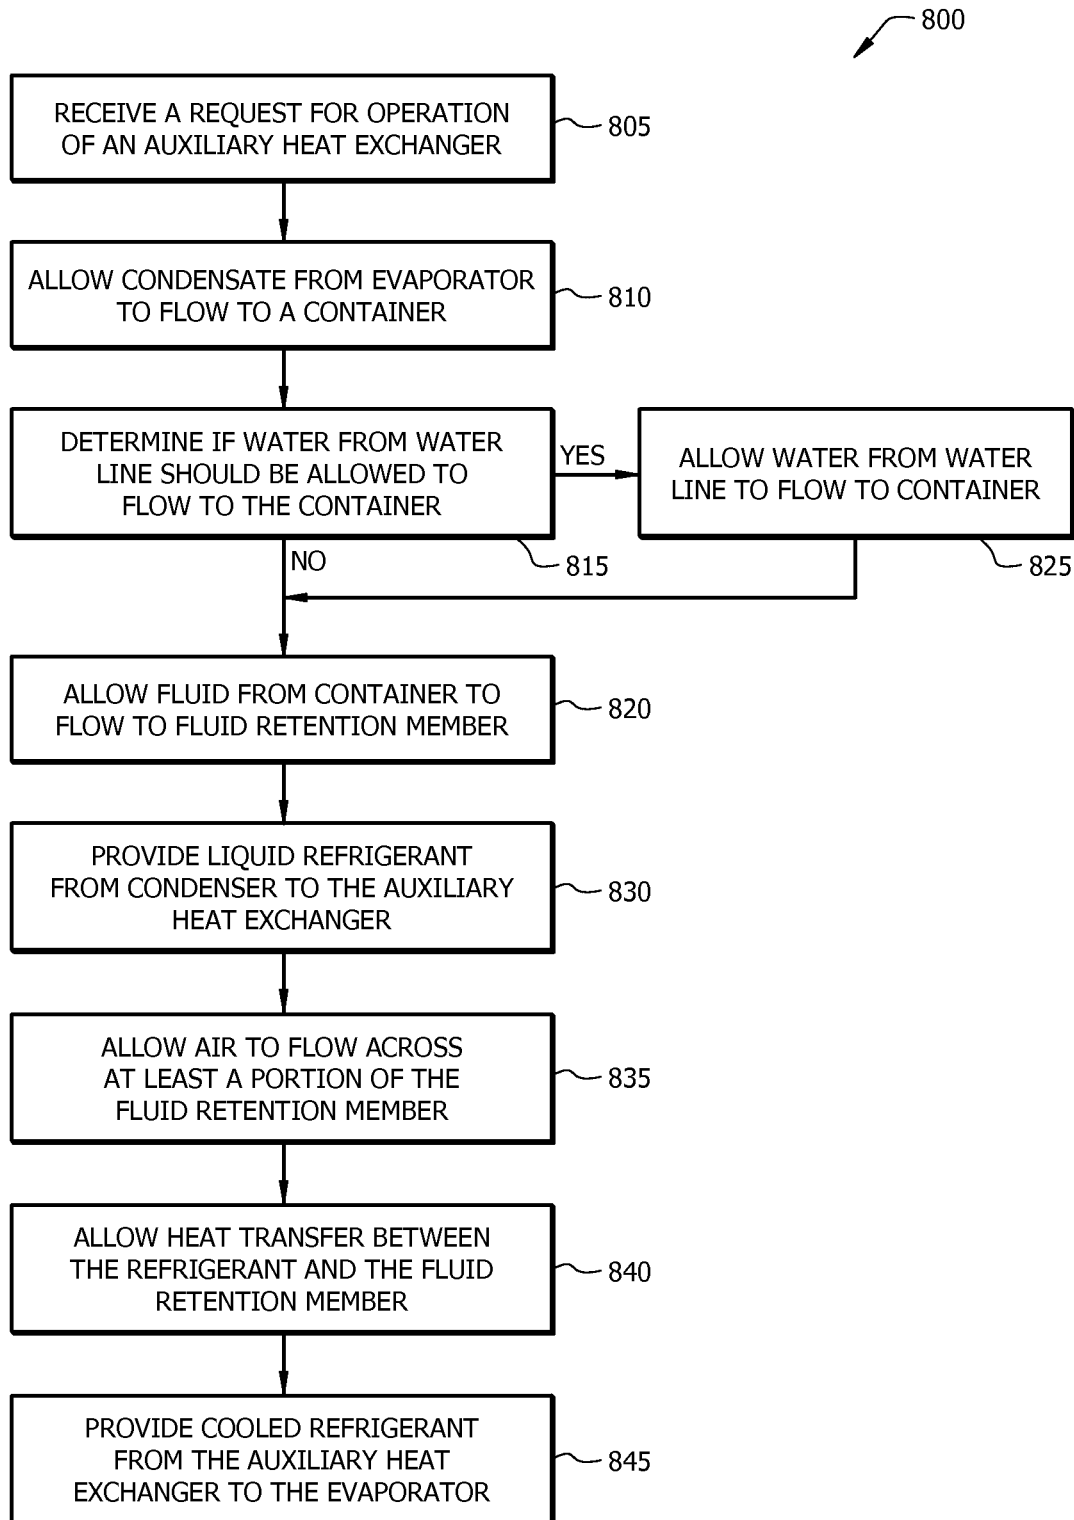 800
RECEIVE A REQUEST FOR OPERATION
OF AN AUXILIARY HEAT EXCHANGER
805
ALLOW CONDENSATE FROM EVAPORATOR
TO FLOW TO A CONTAINER
810
DETERMINE IF WATER FROM WATER
LINE SHOULD BE ALLOWED TO
FLOW TO THE CONTAINER
815
YES
ALLOW WATER FROM WATER
LINE TO FLOW TO CONTAINER
825
NO
ALLOW FLUID FROM CONTAINER TO
FLOW TO FLUID RETENTION MEMBER
820
PROVIDE LIQUID REFRIGERANT
FROM CONDENSER TO THE AUXILIARY
HEAT EXCHANGER
830
ALLOW AIR TO FLOW ACROSS
AT LEAST A PORTION OF THE
FLUID RETENTION MEMBER
835
ALLOW HEAT TRANSFER BETWEEN
THE REFRIGERANT AND THE FLUID
RETENTION MEMBER
840
PROVIDE COOLED REFRIGERANT
FROM THE AUXILIARY HEAT
EXCHANGER TO THE EVAPORATOR
845